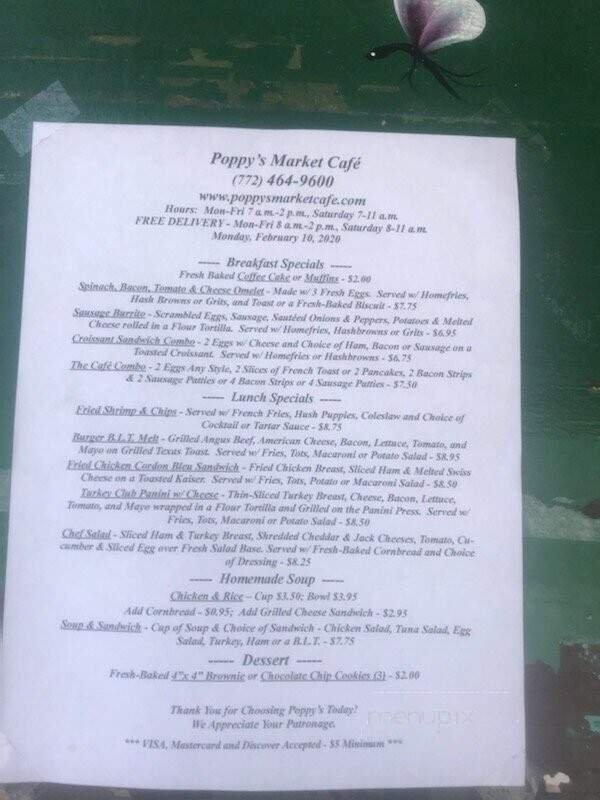 Poppy's Market Café
(772) 464-9600
www.poppysmarketcafe.com
Hours: Mon-Fri 7 a.m.-2 p.m., Saturday 7-11 a.m.
FREE DELIVERY - Mon-Fri 8 a.m.-2 p.m., Saturday 8-11 a.m.
Monday, February 10, 2020
----- Breakfast Specials -----
Fresh Baked Coffee Cake or Muffins - $2.00
Spinach, Bacon, Tomato & Cheese Omelet - Made w/ 3 Fresh Eggs. Served w/ Homefries,
Hash Browns or Grits, and Toast or a Fresh-Baked Biscuit - $7.75
Sausage Burrito - Scrambled Eggs, Sausage, Sautéed Onions & Peppers, Potatoes & Melted
Cheese rolled in a Flour Tortilla. Served w/ Homefries, Hashbrowns or Grits - $6.95
Croissant Sandwich Combo - 2 Eggs w/ Cheese and Choice of Ham, Bacon or Sausage on a
Toasted Croissant. Served w/ Homefries or Hashbrowns - $6.75
The Café Combo - 2 Eggs Any Style, 2 Slices of French Toast or 2 Pancakes, 2 Bacon Strips
& 2 Sausage Patties or 4 Bacon Strips or 4 Sausage Patties - $7.50
----- Lunch Specials -----
Fried Shrimp & Chips - Served w/ French Fries, Hush Puppies, Coleslaw and Choice of
Cocktail or Tartar Sauce - $8.75
Burger B.L.T. Melt - Grilled Angus Beef, American Cheese, Bacon, Lettuce, Tomato, and
Mayo on Grilled Texas Toast. Served w/ Fries, Tots, Macaroni or Potato Salad - $8.95
Fried Chicken Cordon Bleu Sandwich - Fried Chicken Breast, Sliced Ham & Melted Swiss
Cheese on a Toasted Kaiser. Served w/ Fries, Tots, Potato or Macaroni Salad - $8.50
Turkey Club Panini w/ Cheese - Thin-Sliced Turkey Breast, Cheese, Bacon, Lettuce,
Tomato, and Mayo wrapped in a Flour Tortilla and Grilled on the Panini Press. Served w/
Fries, Tots, Macaroni or Potato Salad - $8.50
Chef Salad - Sliced Ham & Turkey Breast, Shredded Cheddar & Jack Cheeses, Tomato, Cu-
cumber & Sliced Egg over Fresh Salad Base. Served w/ Fresh-Baked Cornbread and Choice
of Dressing - $8.25
----- Homemade Soup -----
Chicken & Rice – Cup $3.50; Bowl $3.95
Add Cornbread - $0.95; Add Grilled Cheese Sandwich - $2.95
Soup & Sandwich - Cup of Soup & Choice of Sandwich - Chicken Salad, Tuna Salad, Egg
Salad, Turkey, Ham or a B.L.T. - $7.75
----- Dessert -----
Fresh-Baked 4"x 4" Brownie or Chocolate Chip Cookies (3) - $2.00
Thank You for Choosing Poppy's Today!
We Appreciate Your Patronage.
menupix
*** VISA, Mastercard and Discover Accepted - $5 Minimum ***